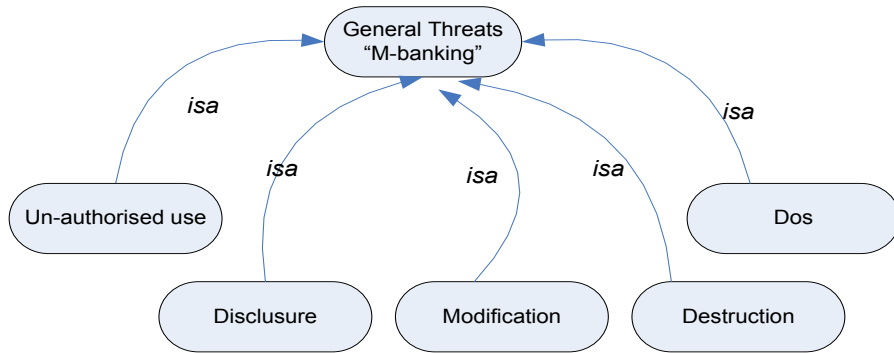 General Threats
“M-banking”
isa
isa
isa
isa
isa
Un-authorised use
Dos
Disclusure
Modification
Destruction